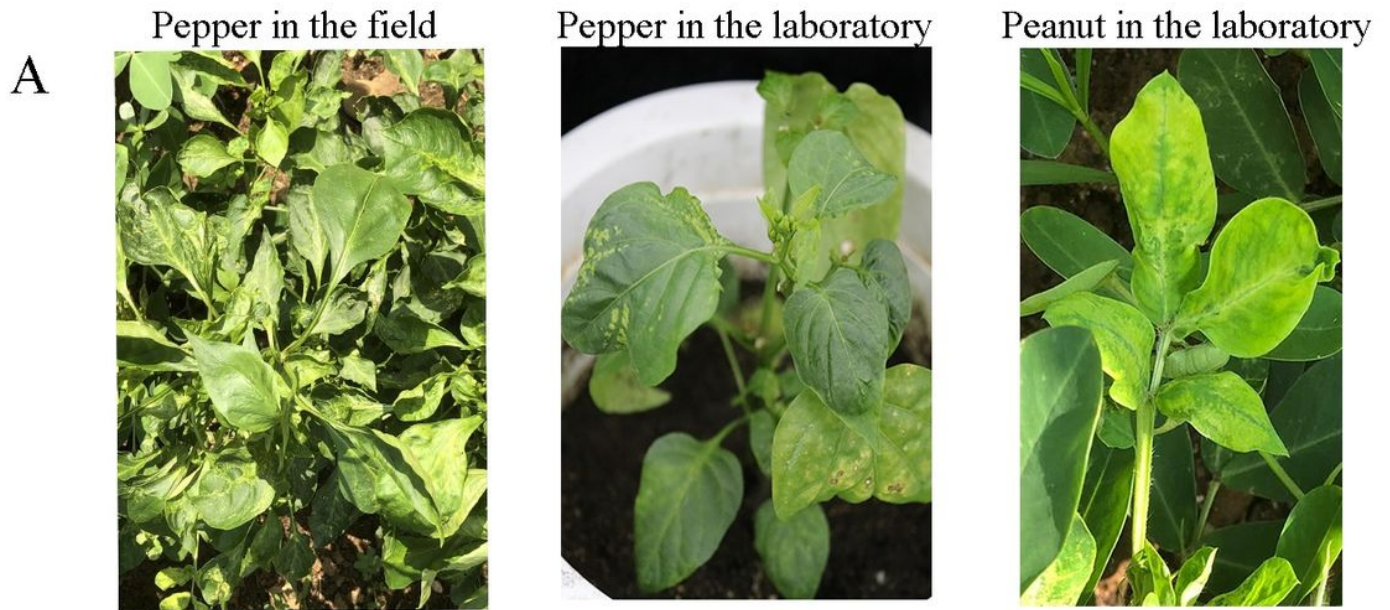 Pepper in the field
Pepper in the laboratory
Peanut in the laboratory
A